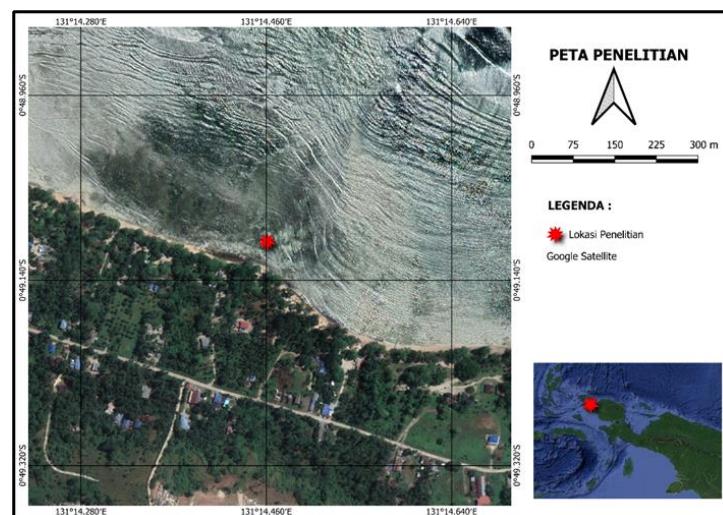 131°14.280'E 131°14.460'E 131°14.640'E
0°48.960'S 0°48.960'S
0°49.140'S 0°49.140'S
0°49.320'S 0°49.320'S
131°14.280'E 131°14.460'E 131°14.640'E
PETA PENELITIAN
0 75 150 225 300 m
LEGENDA :
Lokasi Penelitian
Google Satellite